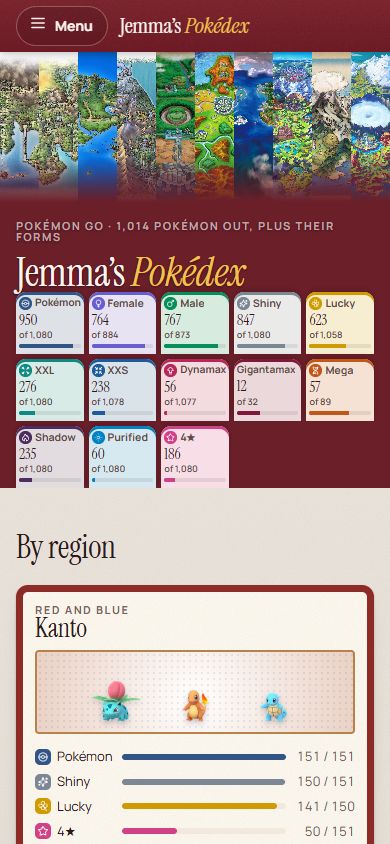 Menu
Jemma's Pokédex
POKÉMON GO · 1,014 POKÉMON OUT, PLUS THEIR
FORMS
Jemma's Pokédex
Pokémon
950
of 1,080
Female
764
of 884
Male
767
of 873
Shiny
847
of 1,080
Lucky
623
of 1,058
XXL
276
of 1,080
XXS
238
of 1,078
Dynamax
56
of 1,077
Gigantamax
12
of 32
Mega
57
of 89
Shadow
235
of 1,080
Purified
60
of 1,080
4★
186
of 1,080
By region
RED AND BLUE
Kanto
Pokémon 151 / 151
Shiny 150 / 151
Lucky 141 / 150
4★ 50 / 151